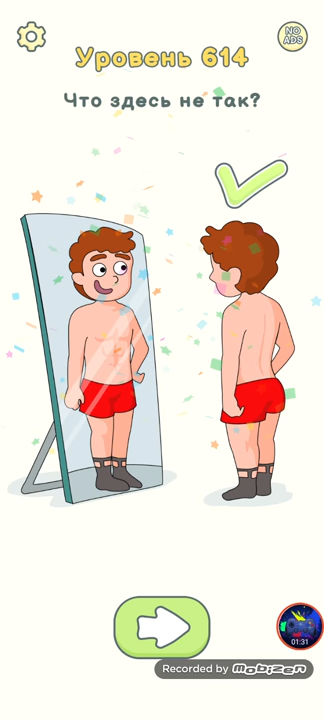 NO
ADS
Уровень 614
Что здесь не так?
01:31
Recorded by mobizen